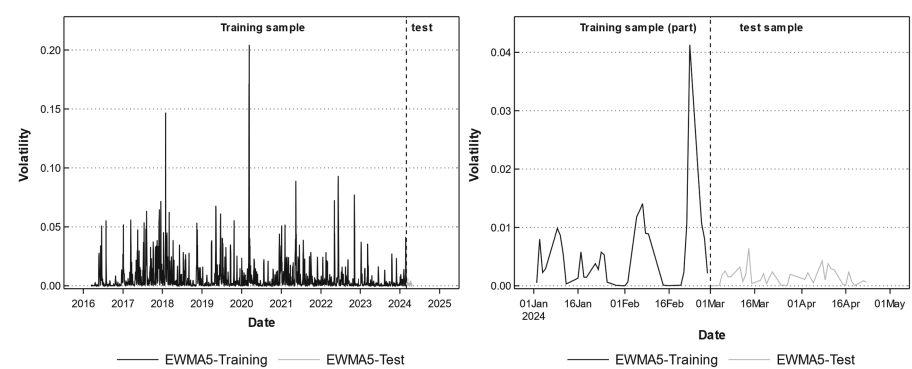 Training sample
test
0.20
0.15
0.10
0.05
0.00
Volatility
2016 2017 2018 2019 2020 2021 2022 2023 2024 2025
Date
EWMA5-Training EWMA5-Test
Training sample (part)
test sample
0.04
0.03
0.02
0.01
0.00
Volatility
01Jan 16Jan 01Feb 16Feb 01Mar 16Mar 01Apr 16Apr 01May
2024
Date
EWMA5-Training EWMA5-Test